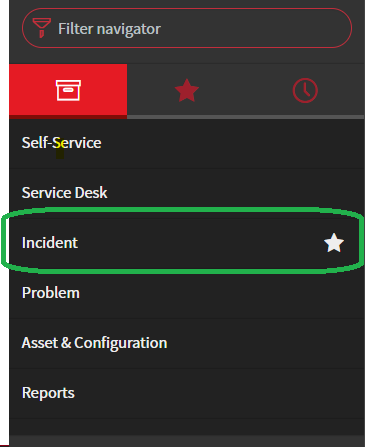 Filter navigator
Self-Service
Service Desk
Incident
Problem
Asset & Configuration
Reports